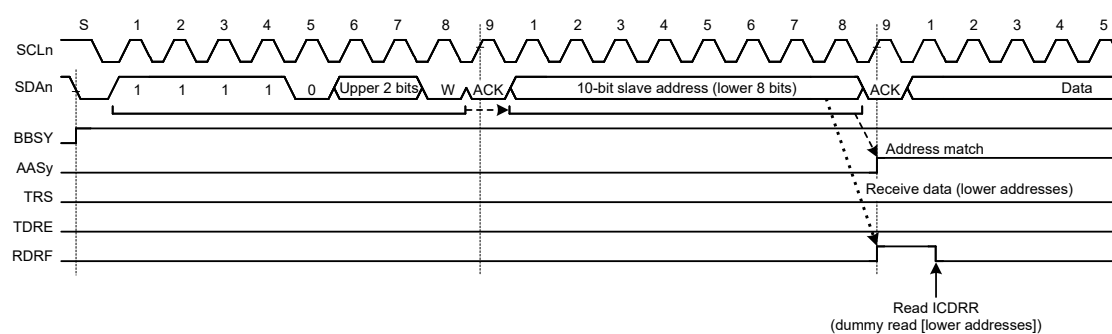 S 1 2 3 4 5 6 7 8 9 1 2 3 4 5 6 7 8 9 1 2 3 4 5
SCLn
SDAn 1 1 1 1 0 Upper 2 bits W ACK 10-bit slave address (lower 8 bits) ACK Data
BBSY
Address match
AASy
Receive data (lower addresses)
TRS
TDRE
RDRF
Read ICDRR
(dummy read [lower addresses])